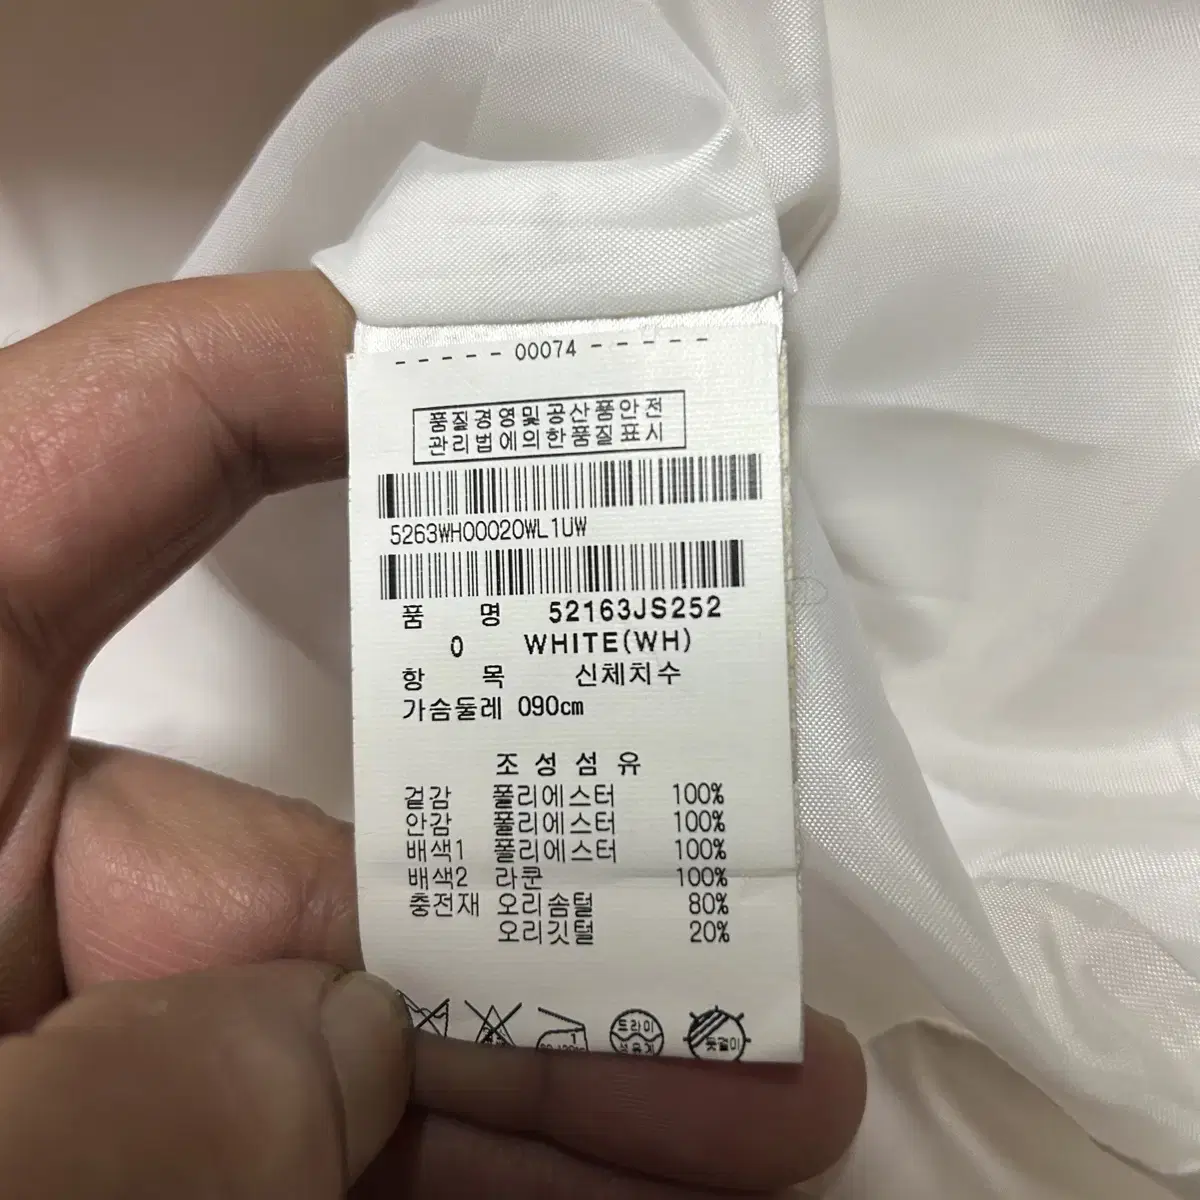 - - - - - 00074 - - - - -
품질경영및공산품안전
관리법에의한품질표시
5263WH00020WL1UW
품 명 52163JS252
0 WHITE(WH)
항 목 신체치수
가슴둘레 090cm
조성섬유
겉감 폴리에스터 100%
안감 폴리에스터 100%
배색1 폴리에스터 100%
배색2 라쿤 100%
충전재 오리솜털 80%
오리깃털 20%
드라이
뉘걸이